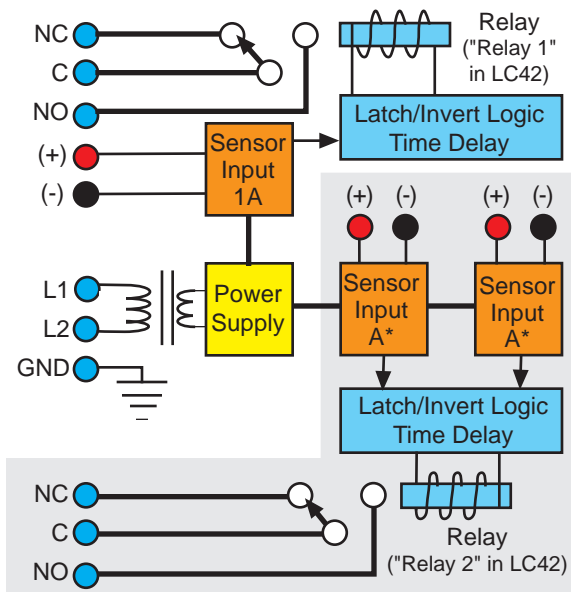 NC
C
NO
(+)
(-)
Relay
("Relay 1"
in LC42)
Latch/Invert Logic
Time Delay
Sensor
Input
1A
(+)
(-)
(+)
(-)
L1
L2
GND
Power
Supply
Sensor
Input
A*
Sensor
Input
A*
Latch/Invert Logic
Time Delay
NC
C
NO
Relay
("Relay 2" in LC42)